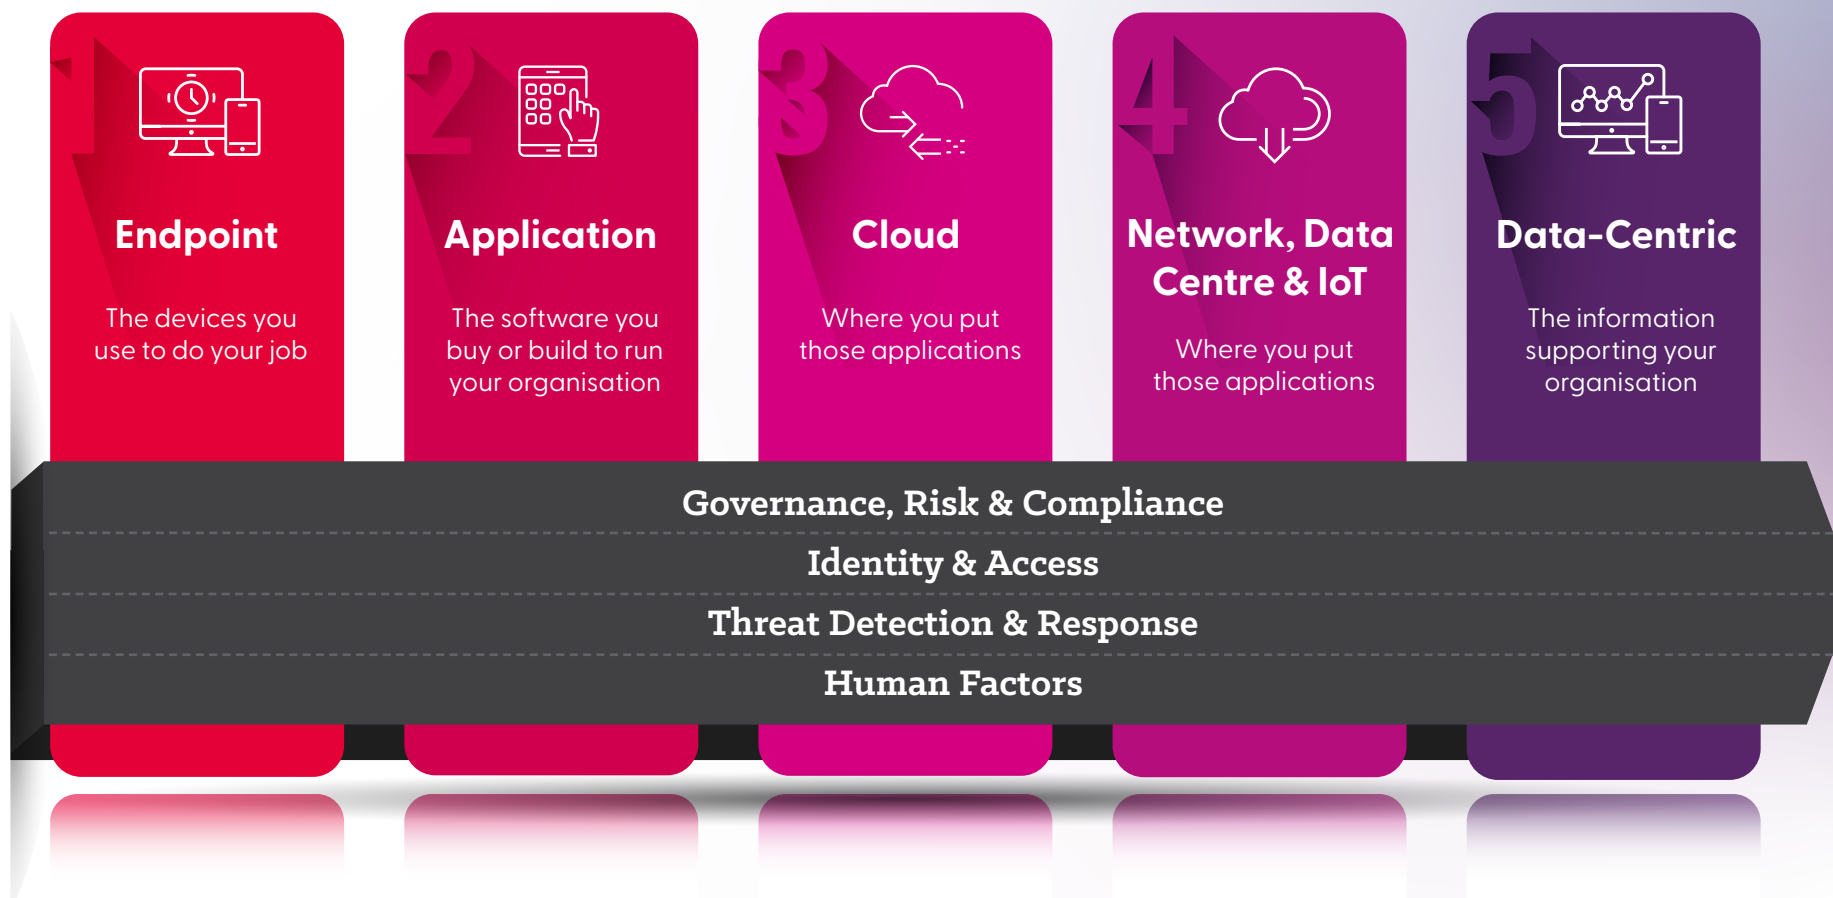 1
Endpoint
The devices you
use to do your job
2
Application
The software you
buy or build to run
your organisation
3
Cloud
Where you put
those applications
4
Network, Data
Centre & IoT
Where you put
those applications
5
Data-Centric
The information
supporting your
organisation
Governance, Risk & Compliance
Identity & Access
Threat Detection & Response
Human Factors